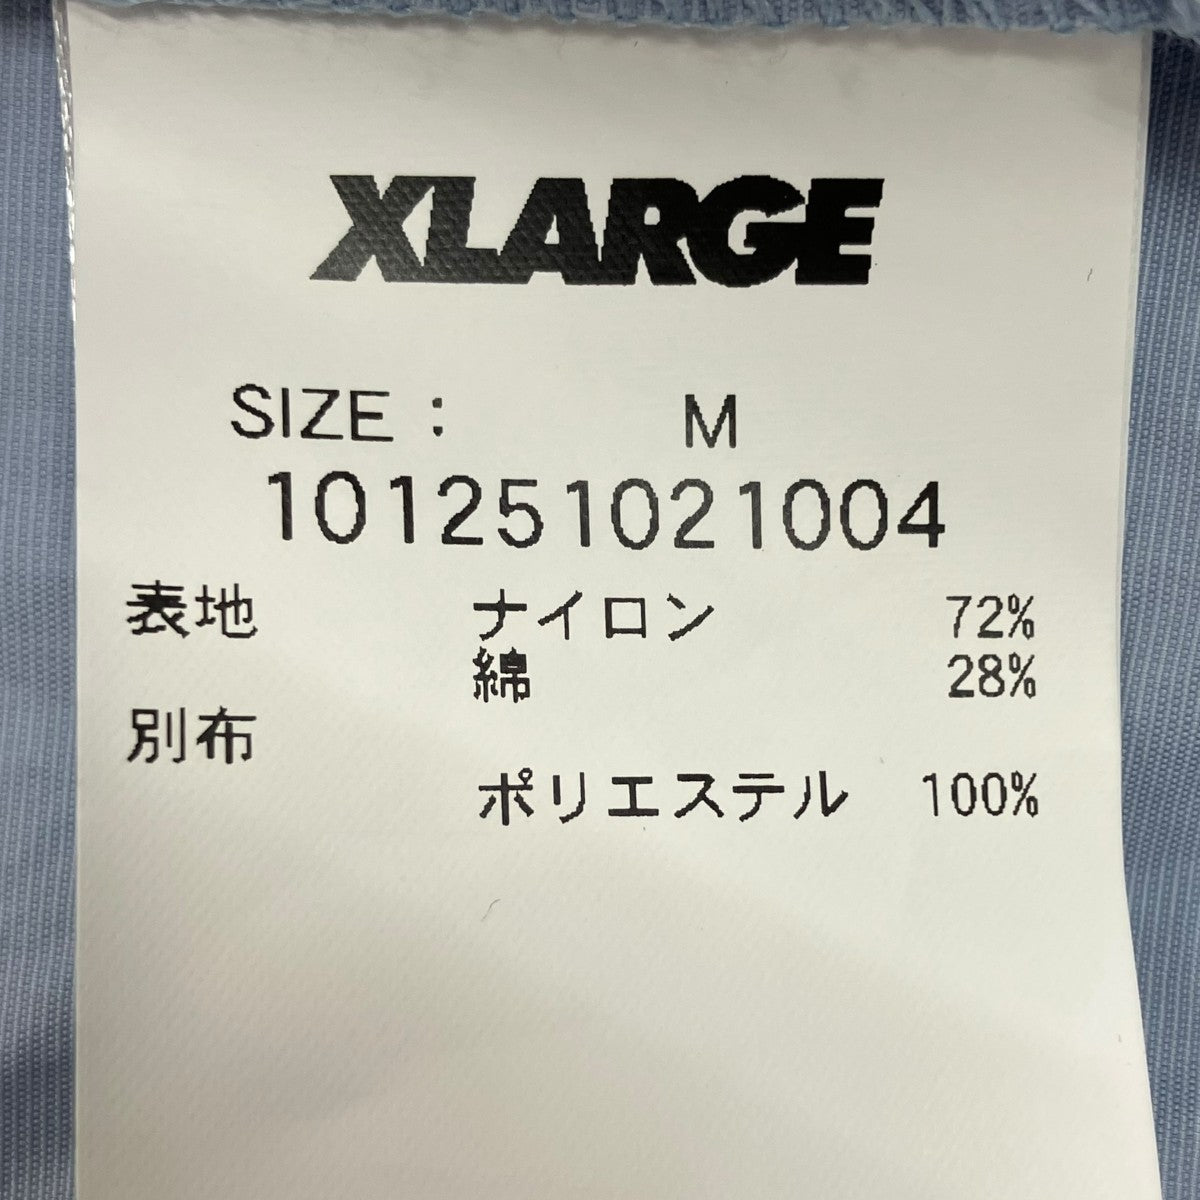 XLARGE
SIZE : M
101251021004
表地 ナイロン 72%
綿 28%
別布
ポリエステル 100%